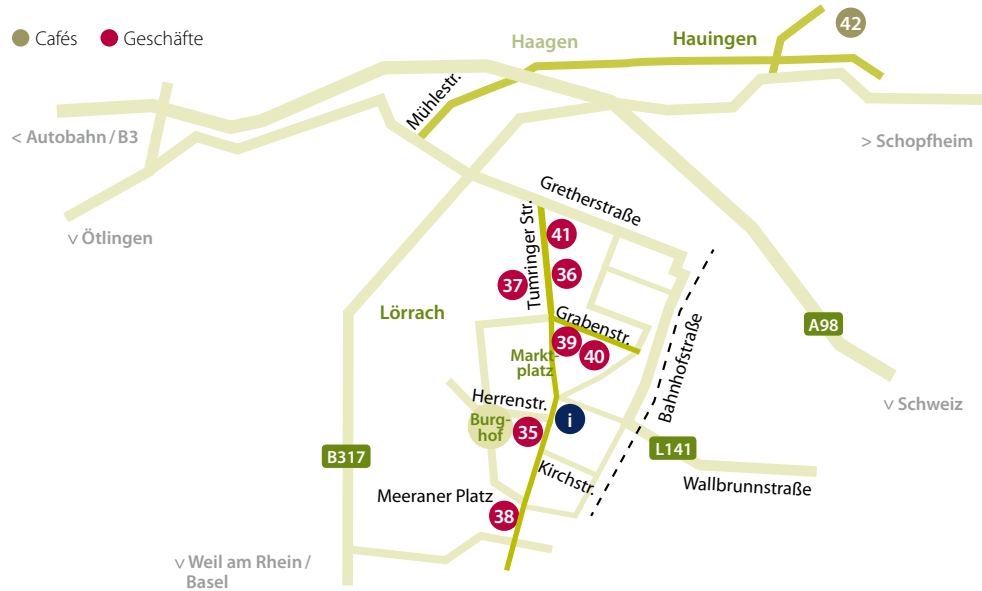 Cafés
Geschäfte
42
Haagen
Hauingen
Mühlestr.
< Autobahn / B3
> Schopfheim
Gretherstraße
v Ötlingen
Tumringer Str.
41
36
37
Lörrach
Grabenstr.
A98
39
40
Markt-
platz
Bahnhofstraße
Herrenstr.
v Schweiz
Burg-
hof
35
i
B317
L141
Kirchstr.
Wallbrunnstraße
Meeraner Platz
38
v Weil am Rhein /
Basel